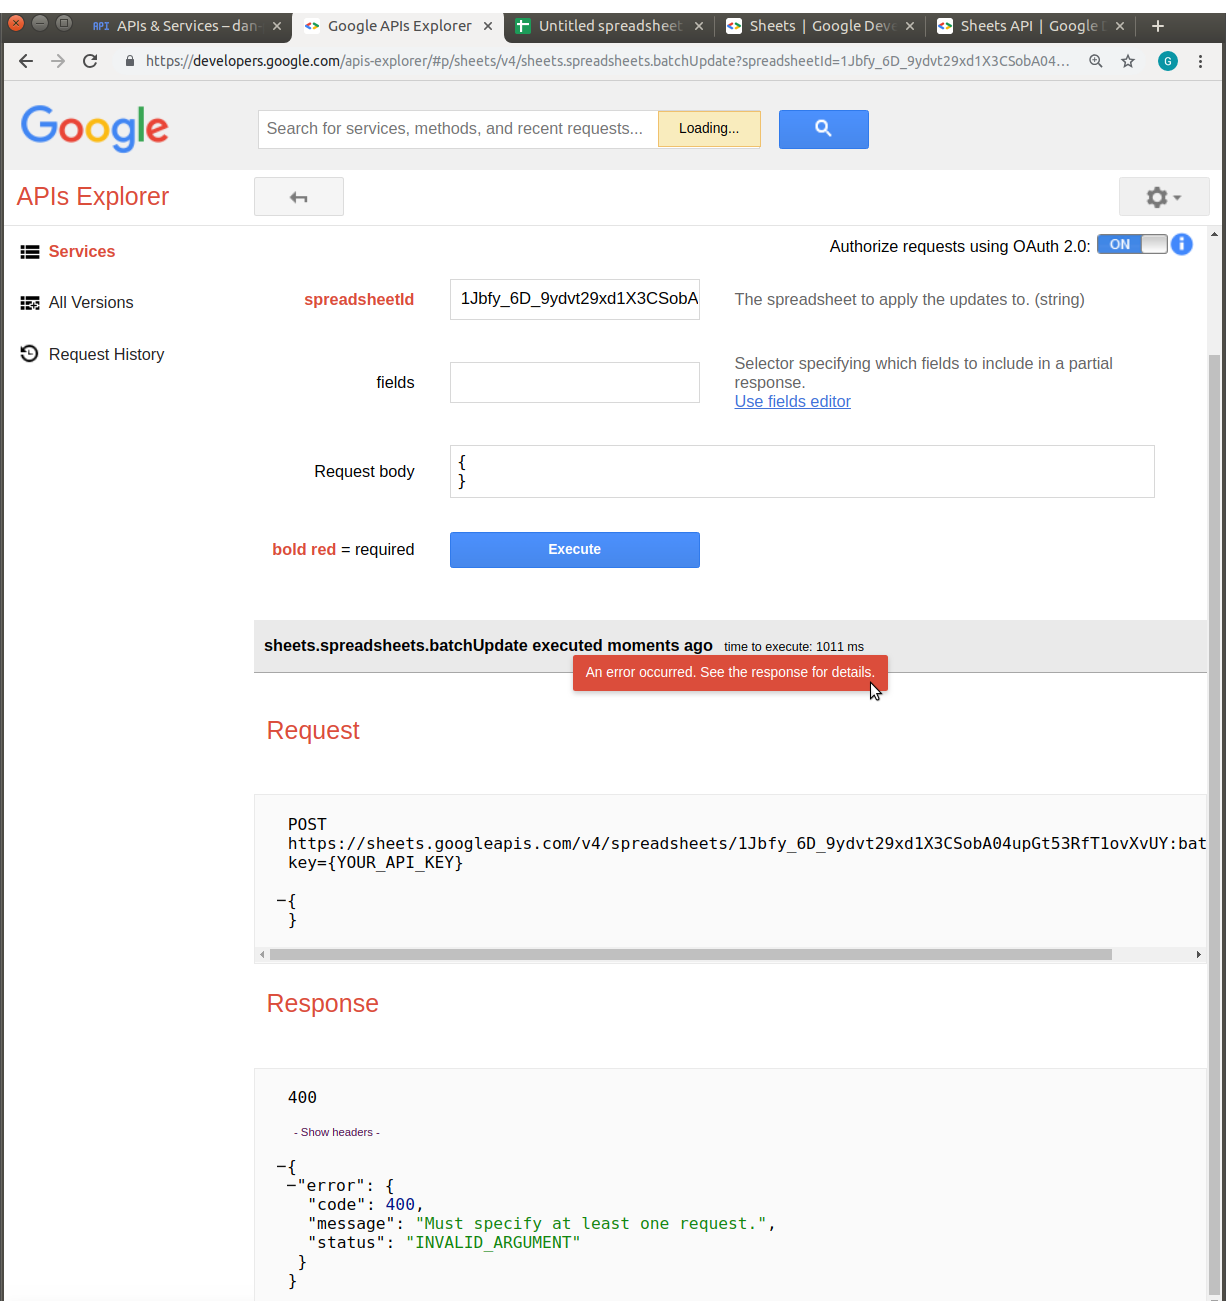 API APIs & Services – dan- Google APIs Explorer Untitled spreadsheet Sheets | Google Deve Sheets API | Google D
https://developers.google.com/apis-explorer/#p/sheets/v4/sheets.spreadsheets.batchUpdate?spreadsheetId=1Jbfy_6D_9ydvt29xd1X3CSobA04... G
Google Search for services, methods, and recent requests... Loading...
APIs Explorer
Services
Authorize requests using OAuth 2.0: ON
All Versions
spreadsheetId 1Jbfy_6D_9ydvt29xd1X3CSobA The spreadsheet to apply the updates to. (string)
Request History
fields
Selector specifying which fields to include in a partial
response.
Use fields editor
Request body
{
}
bold red = required Execute
sheets.spreadsheets.batchUpdate executed moments ago time to execute: 1011 ms
An error occurred. See the response for details.
Request
POST
https://sheets.googleapis.com/v4/spreadsheets/1Jbfy_6D_9ydvt29xd1X3CSobA04upGt53RfT1ovXvUY:bat
key={YOUR_API_KEY}
{
}
Response
400
- Show headers -
{
"error": {
"code": 400,
"message": "Must specify at least one request.",
"status": "INVALID_ARGUMENT"
}
}